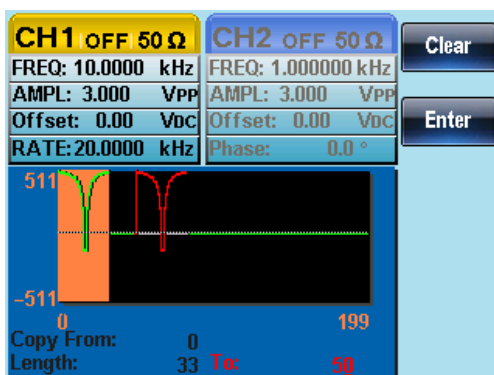 CH1 OFF 50 Ω CH2 OFF 50 Ω Clear
FREQ: 10.0000 kHz FREQ: 1.000000 kHz
AMPL: 3.000 VPP AMPL: 3.000 VPP
Offset: 0.00 VDC Offset: 0.00 VDC Enter
RATE: 20.0000 kHz Phase: 0.0 °
511
-511
0 199
Copy From: 0
Length: 33 To: 50